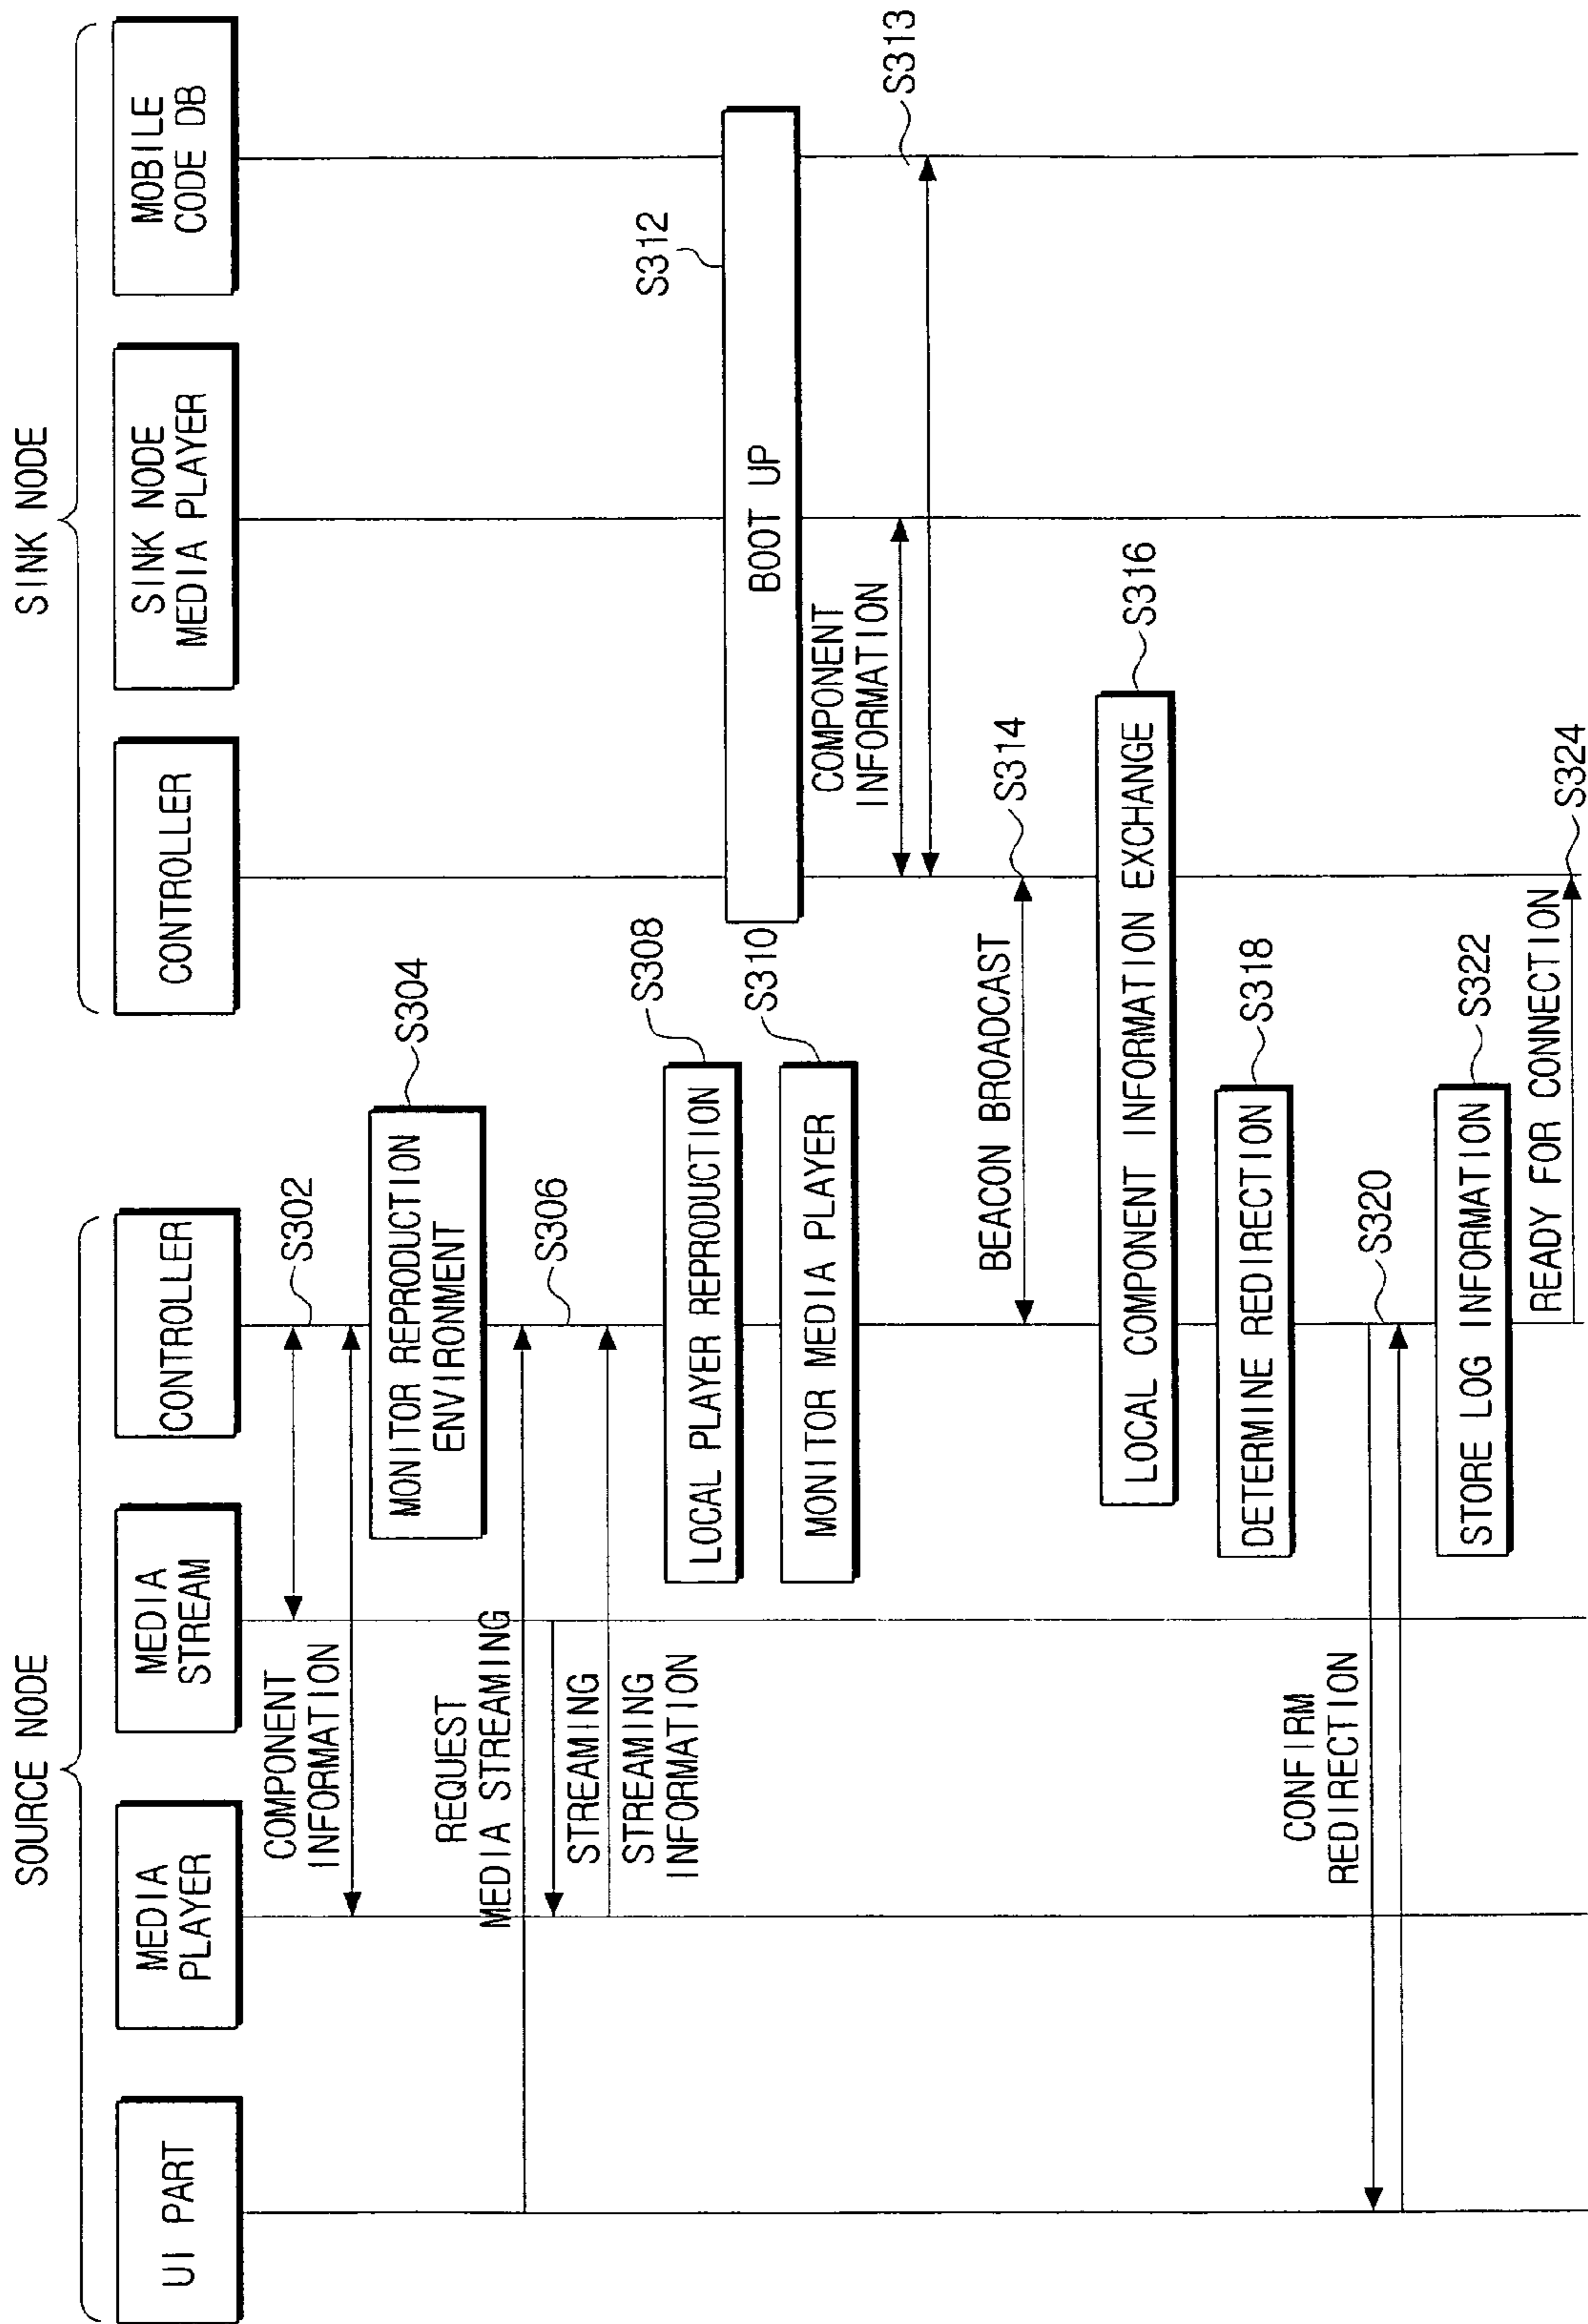 SOURCE NODE
SINK NODE
UI PART
MEDIA
PLAYER
MEDIA
STREAM
CONTROLLER
CONTROLLER
SINK NODE
MEDIA PLAYER
MOBILE
CODE DB
COMPONENT
INFORMATION
S302
MONITOR REPRODUCTION
ENVIRONMENT
S304
REQUEST
MEDIA STREAMING
S306
STREAMING
STREAMING
INFORMATION
LOCAL PLAYER REPRODUCTION
S308
MONITOR MEDIA PLAYER
S310
BOOT UP
S312
COMPONENT
INFORMATION
S313
BEACON BROADCAST
S314
LOCAL COMPONENT INFORMATION EXCHANGE
S316
DETERMINE REDIRECTION
S318
CONFIRM
REDIRECTION
S320
STORE LOG INFORMATION
S322
READY FOR CONNECTION
S324